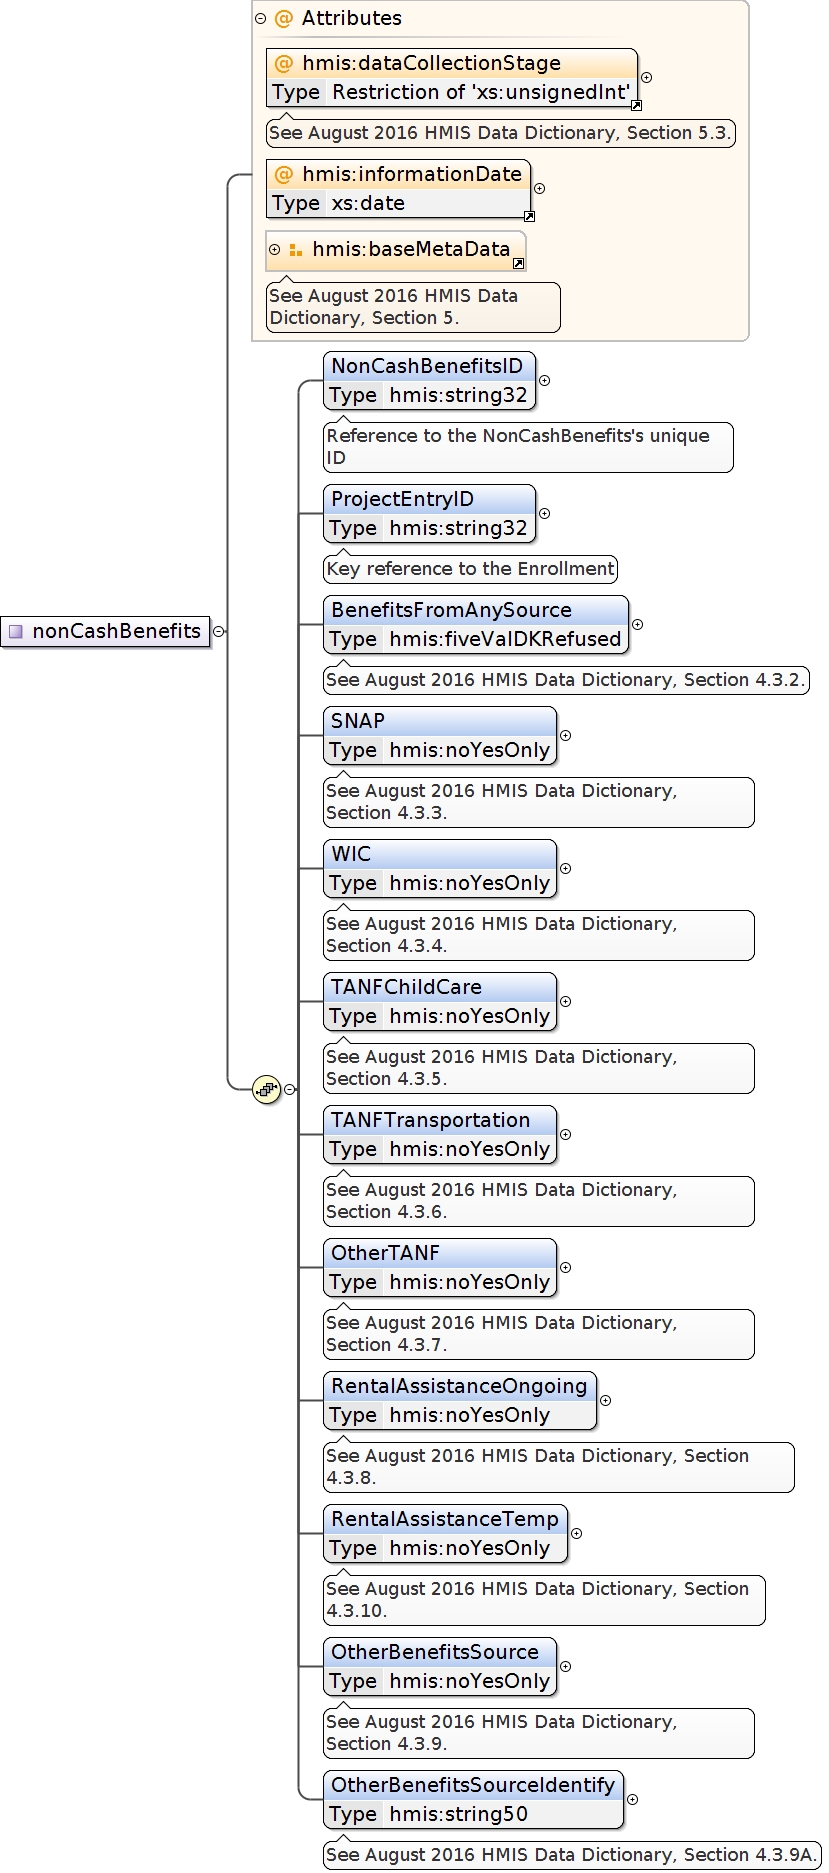 @ Attributes
@ hmis:dataCollectionStage
Type Restriction of 'xs:unsignedInt'
See August 2016 HMIS Data Dictionary, Section 5.3.
@ hmis:informationDate
Type xs:date
hmis:baseMetaData
See August 2016 HMIS Data
Dictionary, Section 5.
NonCashBenefitsID
Type hmis:string32
Reference to the NonCashBenefits's unique
ID
ProjectEntryID
Type hmis:string32
Key reference to the Enrollment
BenefitsFromAnySource
nonCashBenefits
Type hmis:fiveValDKRefused
See August 2016 HMIS Data Dictionary, Section 4.3.2.
SNAP
Type hmis:noYesOnly
See August 2016 HMIS Data Dictionary,
Section 4.3.3.
WIC
Type hmis:noYesOnly
See August 2016 HMIS Data Dictionary,
Section 4.3.4.
TANFChildCare
Type hmis:noYesOnly
See August 2016 HMIS Data Dictionary,
Section 4.3.5.
TANFTransportation
Type hmis:noYesOnly
See August 2016 HMIS Data Dictionary,
Section 4.3.6.
OtherTANF
Type hmis:noYesOnly
See August 2016 HMIS Data Dictionary,
Section 4.3.7.
RentalAssistanceOngoing
Type hmis:noYesOnly
See August 2016 HMIS Data Dictionary, Section
4.3.8.
RentalAssistanceTemp
Type hmis:noYesOnly
See August 2016 HMIS Data Dictionary, Section
4.3.10.
OtherBenefitsSource
Type hmis:noYesOnly
See August 2016 HMIS Data Dictionary,
Section 4.3.9.
OtherBenefitsSourceIdentify
Type hmis:string50
See August 2016 HMIS Data Dictionary, Section 4.3.9A.